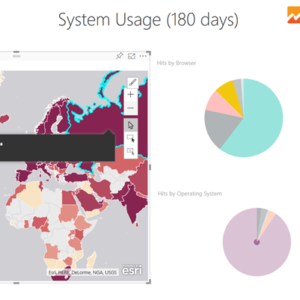 System Usage (180 days)
Hits by Browser
Hits by Operating System
Esri, HERE, DeLorme, NGA, USGS
esri